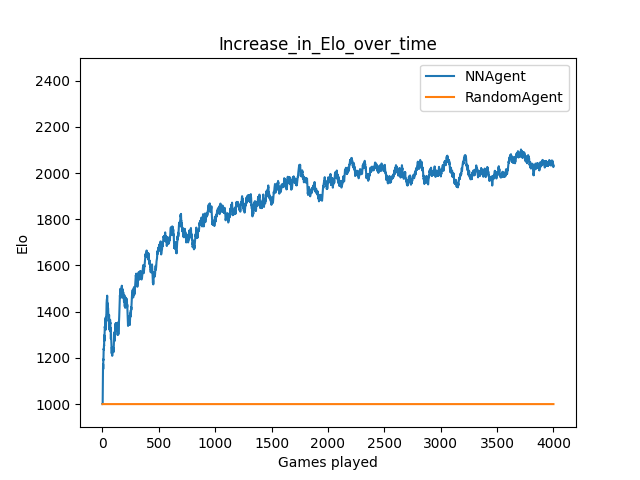 Increase_in_Elo_over_time
NNAgent
RandomAgent
2400
2200
2000
1800
1600
1400
1200
1000
Elo
0 500 1000 1500 2000 2500 3000 3500 4000
Games played